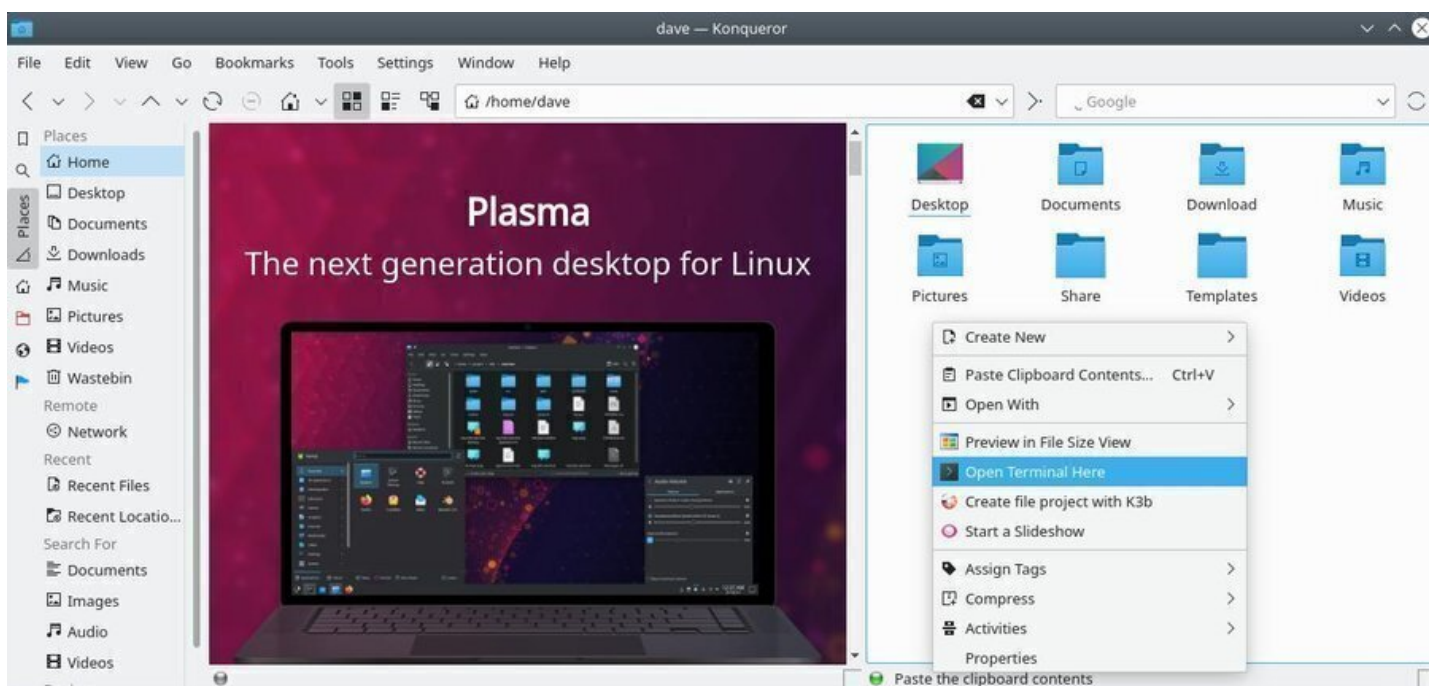 dave — Konqueror
File Edit View Go Bookmarks Tools Settings Window Help
/home/dave
Google
Places
Places
Home
Desktop
Documents
Downloads
Music
Pictures
Videos
Wastebin
Remote
Network
Recent
Recent Files
Recent Locatio...
Search For
Documents
Images
Audio
Videos
Plasma
The next generation desktop for Linux
Desktop Documents Download Music
Pictures Share Templates Videos
Create New
Paste Clipboard Contents... Ctrl+V
Open With
Preview in File Size View
Open Terminal Here
Create file project with K3b
Start a Slideshow
Assign Tags
Compress
Activities
Properties
Paste the clipboard contents